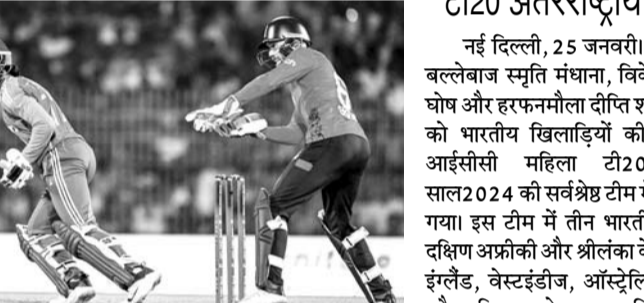 टी20 अंतरराष्ट्रीय
नई दिल्ली, 25 जनवरी।
बल्लेबाज स्मृति मंधाना, विके
घोष और हरफनमौला दीप्ति श
को भारतीय खिलाड़ियों को
आईसीसी महिला टी20
साल2024 की सर्वश्रेष्ठ टीम मे
गया। इस टीम में तीन भारत
दक्षिण अफ्रीकी और श्रीलंका के
इंग्लैंड, वेस्टइंडीज, ऑस्ट्रेलि